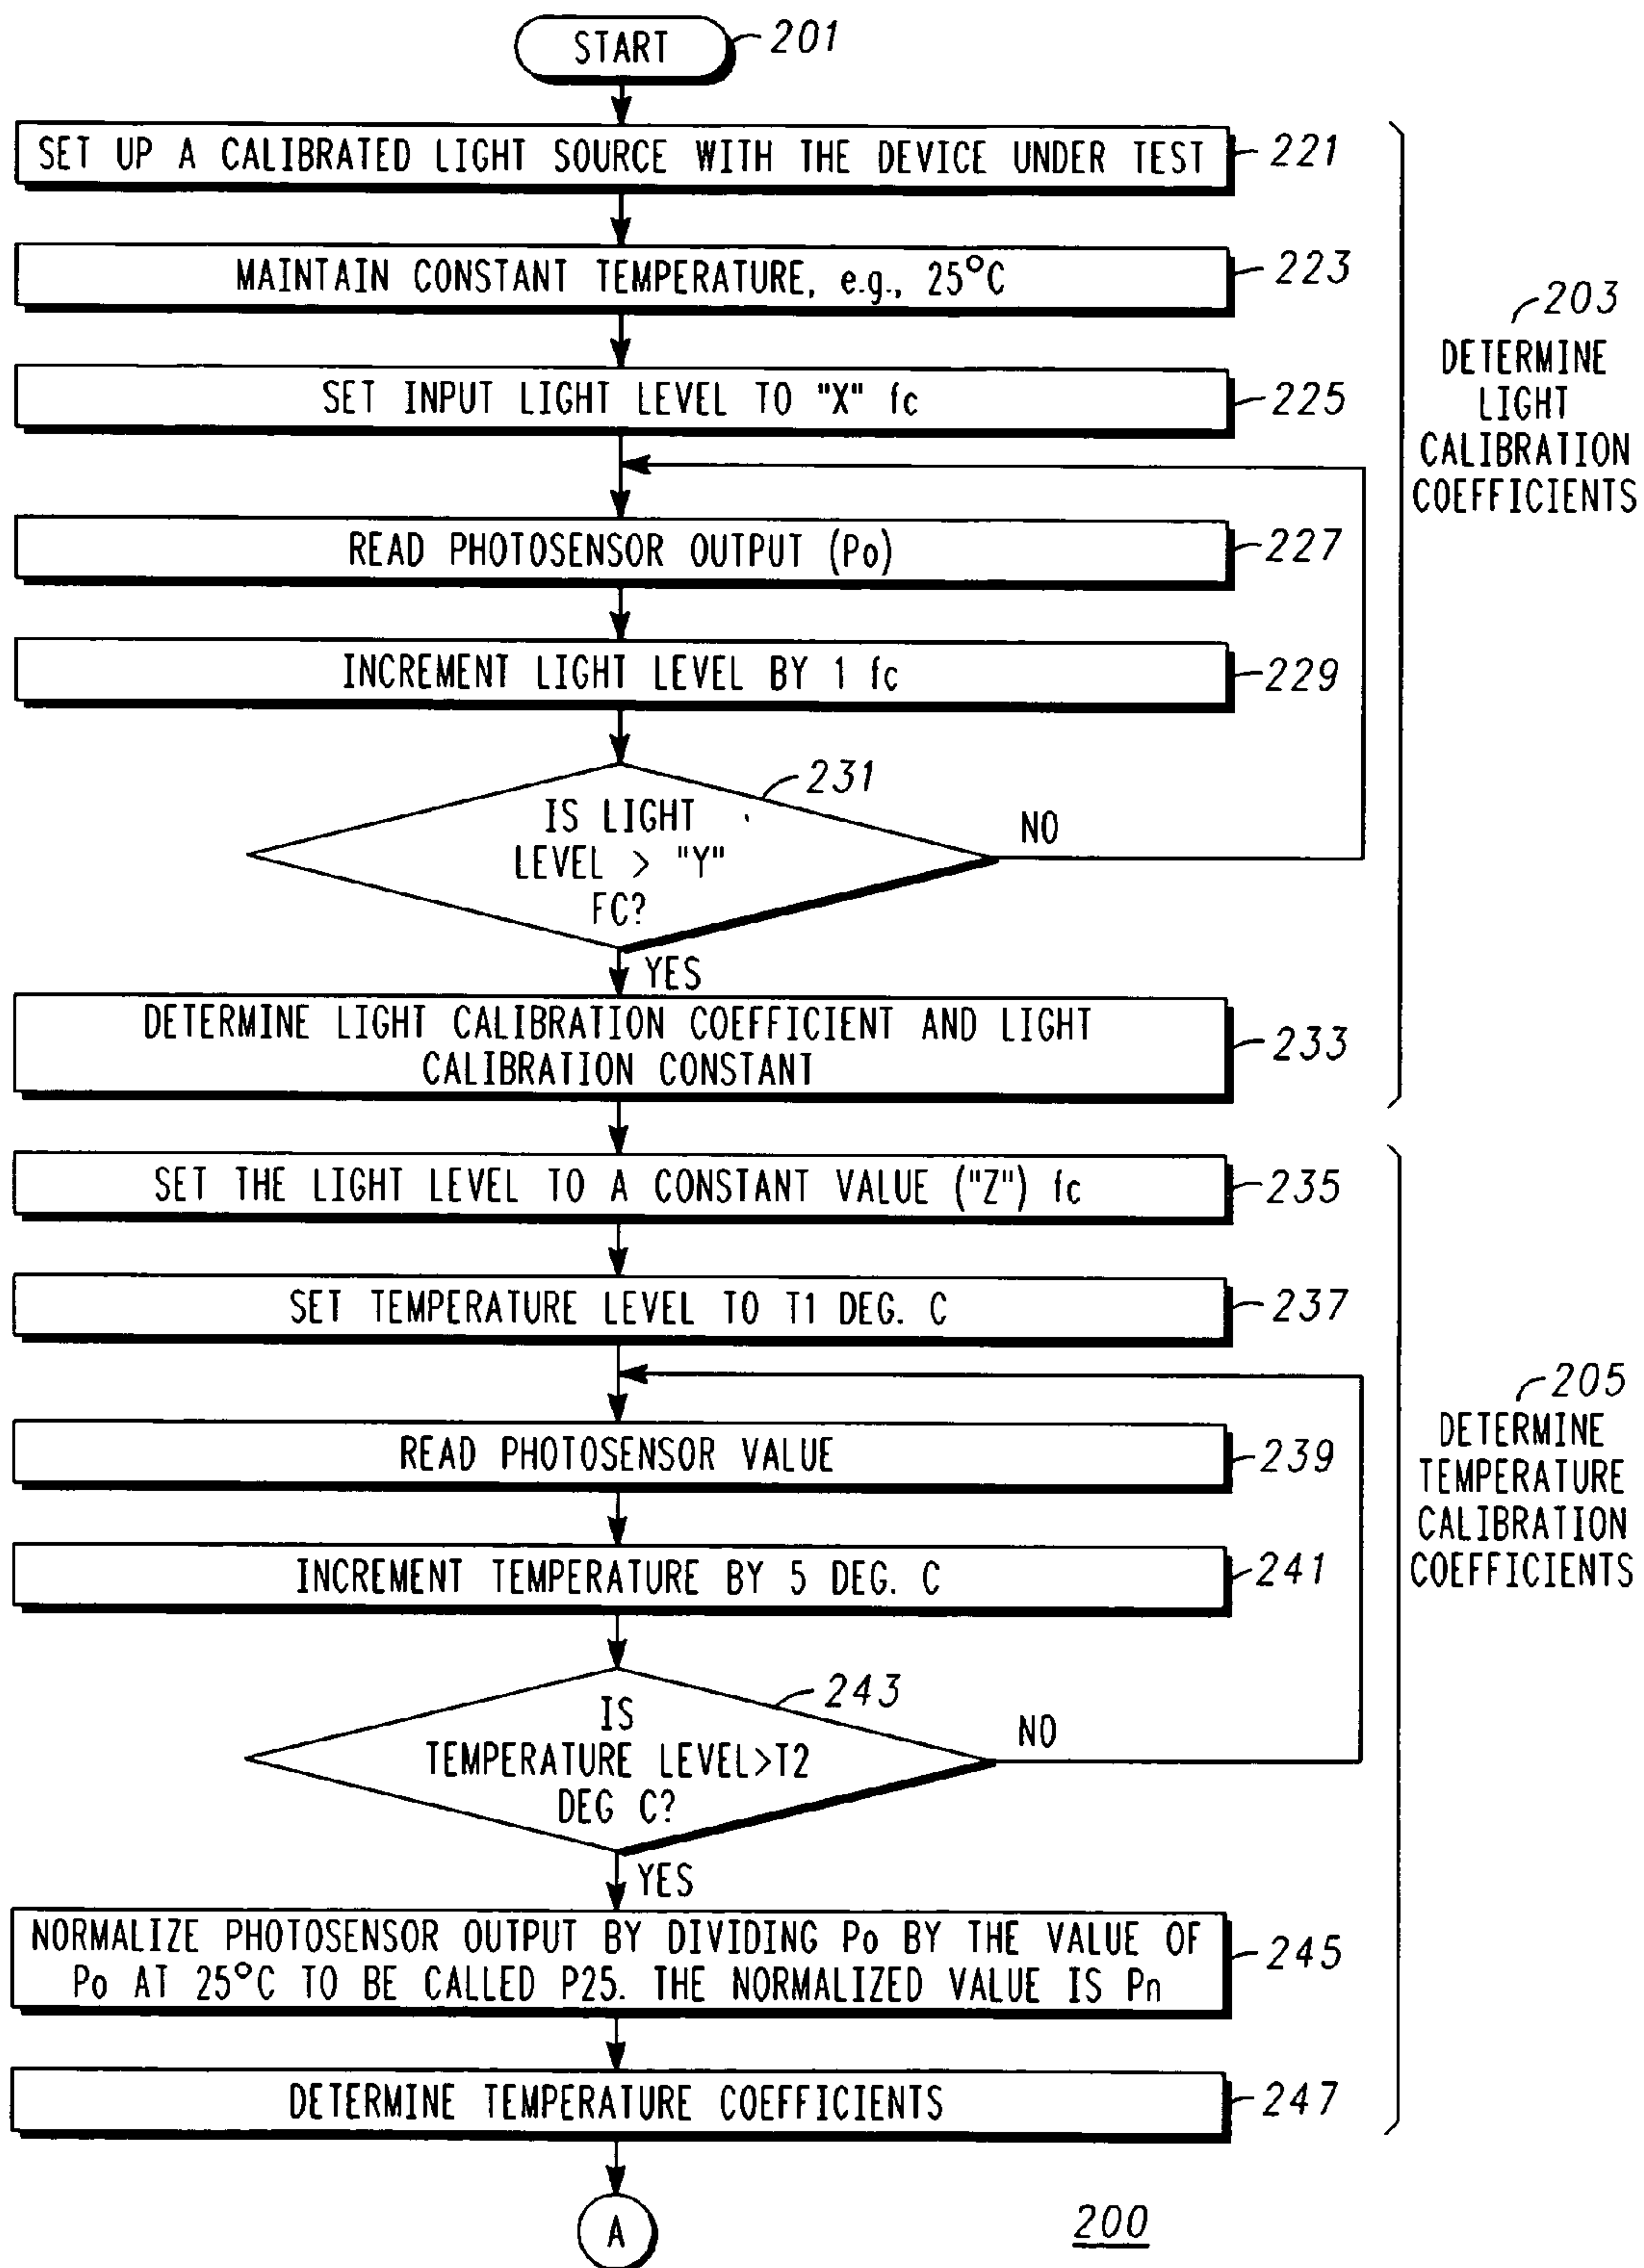 START
201
SET UP A CALIBRATED LIGHT SOURCE WITH THE DEVICE UNDER TEST
221
MAINTAIN CONSTANT TEMPERATURE, e.g., 25°C
223
SET INPUT LIGHT LEVEL TO "X" fc
225
203
DETERMINE
LIGHT
CALIBRATION
COEFFICIENTS
READ PHOTOSENSOR OUTPUT (Po)
227
INCREMENT LIGHT LEVEL BY 1 fc
229
231
IS LIGHT
LEVEL > "Y"
FC?
NO
YES
DETERMINE LIGHT CALIBRATION COEFFICIENT AND LIGHT
CALIBRATION CONSTANT
233
SET THE LIGHT LEVEL TO A CONSTANT VALUE ("Z") fc
235
SET TEMPERATURE LEVEL TO T1 DEG. C
237
205
DETERMINE
TEMPERATURE
CALIBRATION
COEFFICIENTS
READ PHOTOSENSOR VALUE
239
INCREMENT TEMPERATURE BY 5 DEG. C
241
243
IS
TEMPERATURE LEVEL>T2
DEG C?
NO
YES
NORMALIZE PHOTOSENSOR OUTPUT BY DIVIDING Po BY THE VALUE OF
Po AT 25°C TO BE CALLED P25. THE NORMALIZED VALUE IS Pn
245
DETERMINE TEMPERATURE COEFFICIENTS
247
A
200